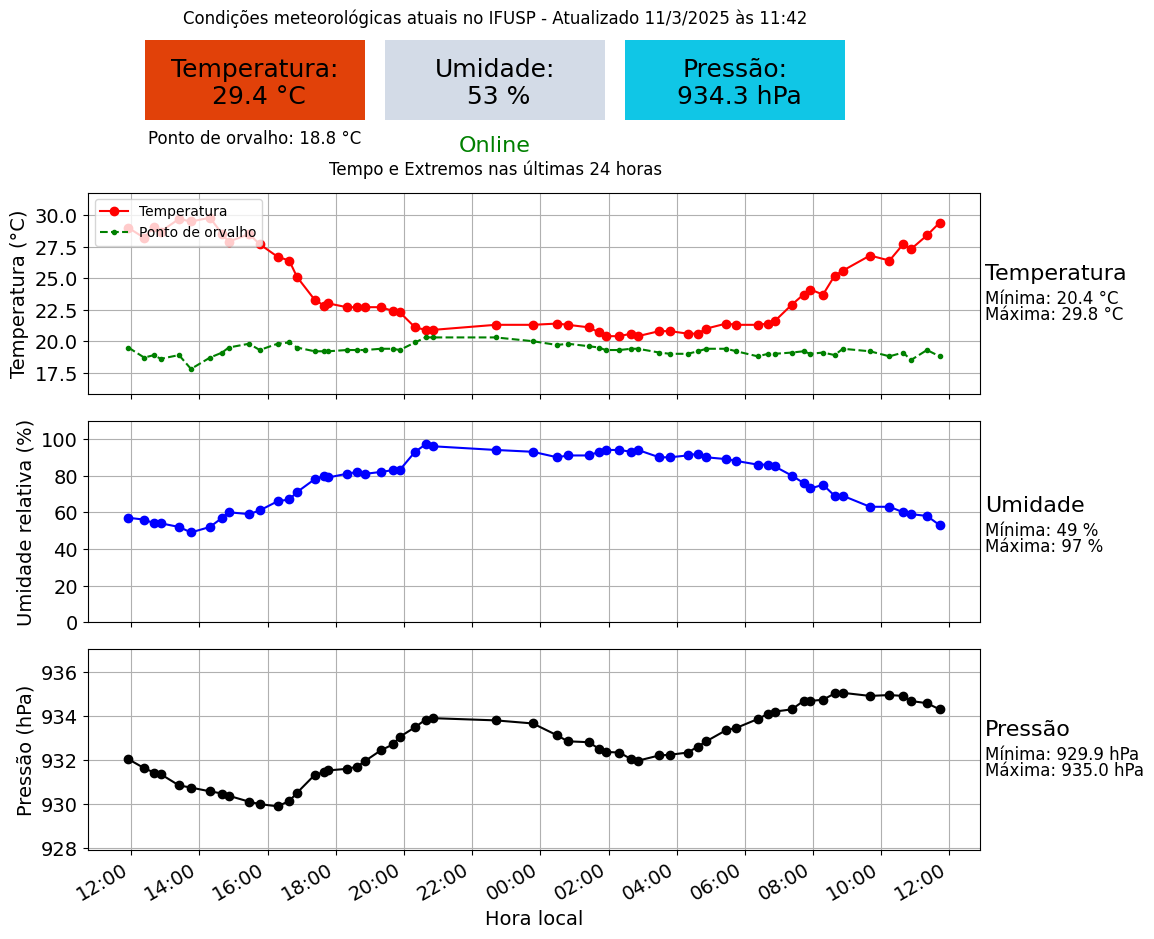 Condições meteorológicas atuais no IFUSP - Atualizado 11/3/2025 às 11:42
Temperatura:
29.4 °C
Umidade:
53 %
Pressão:
934.3 hPa
Ponto de orvalho: 18.8 °C
Online
Tempo e Extremos nas últimas 24 horas
Temperatura (°C)
30.0
27.5
25.0
22.5
20.0
17.5
Temperatura
Ponto de orvalho
Temperatura
Mínima: 20.4 °C
Máxima: 29.8 °C
Umidade relativa (%)
100
80
60
40
20
0
Umidade
Mínima: 49 %
Máxima: 97 %
Pressão (hPa)
936
934
932
930
928
Pressão
Mínima: 929.9 hPa
Máxima: 935.0 hPa
12:00
14:00
16:00
18:00
20:00
22:00
00:00
02:00
04:00
06:00
08:00
10:00
12:00
Hora local